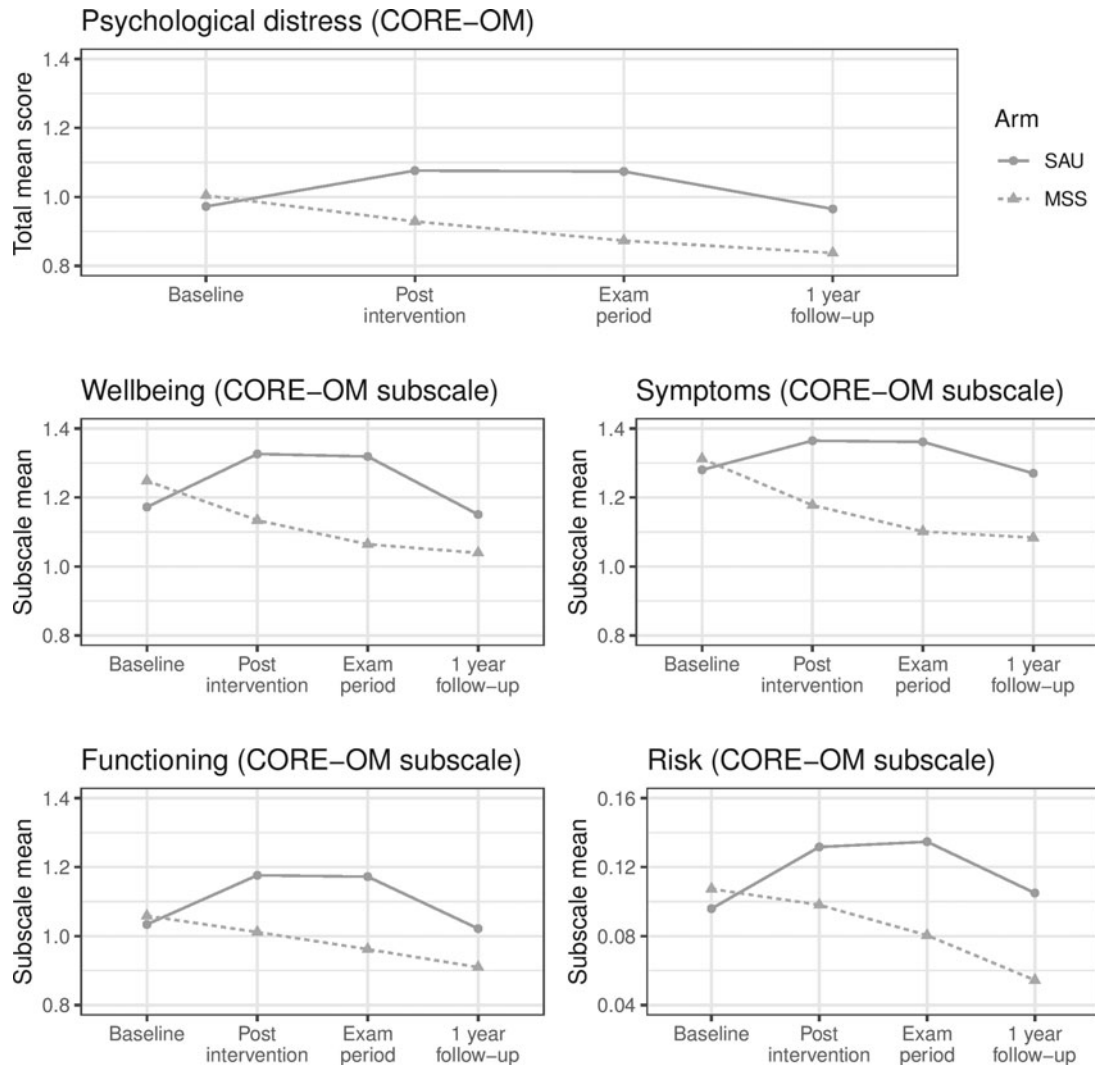 Psychological distress (CORE−OM)
Total mean score
1.4
1.2
1.0
0.8
Baseline
Post
intervention
Exam
period
1 year
follow−up
Arm
SAU
MSS
Wellbeing (CORE−OM subscale)
Subscale mean
1.4
1.2
1.0
0.8
Baseline
Post
intervention
Exam
period
1 year
follow−up
Symptoms (CORE−OM subscale)
Subscale mean
1.4
1.2
1.0
0.8
Baseline
Post
intervention
Exam
period
1 year
follow−up
Functioning (CORE−OM subscale)
Subscale mean
1.4
1.2
1.0
0.8
Baseline
Post
intervention
Exam
period
1 year
follow−up
Risk (CORE−OM subscale)
Subscale mean
0.16
0.12
0.08
0.04
Baseline
Post
intervention
Exam
period
1 year
follow−up